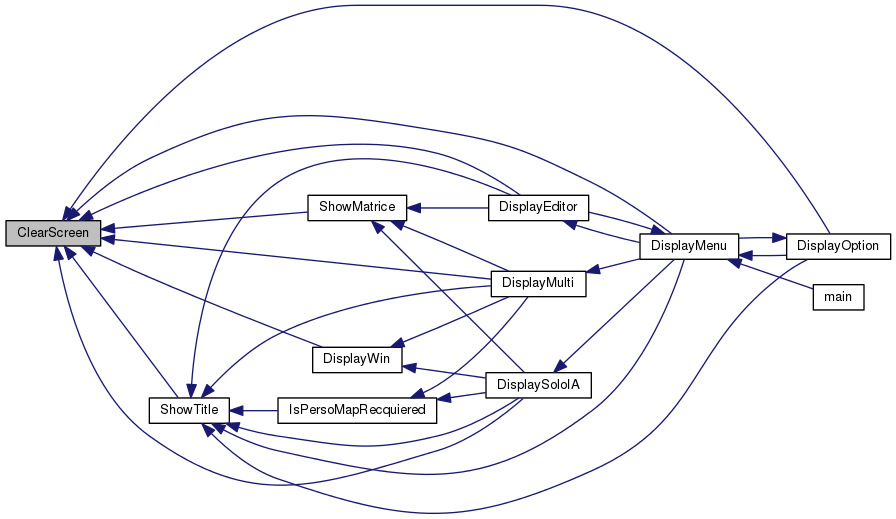 ClearScreen
ShowMatrice
DisplayEditor
DisplayMenu
DisplayOption
DisplayMulti
main
DisplayWin
DisplaySoloIA
ShowTitle
IsPersoMapRecquiered